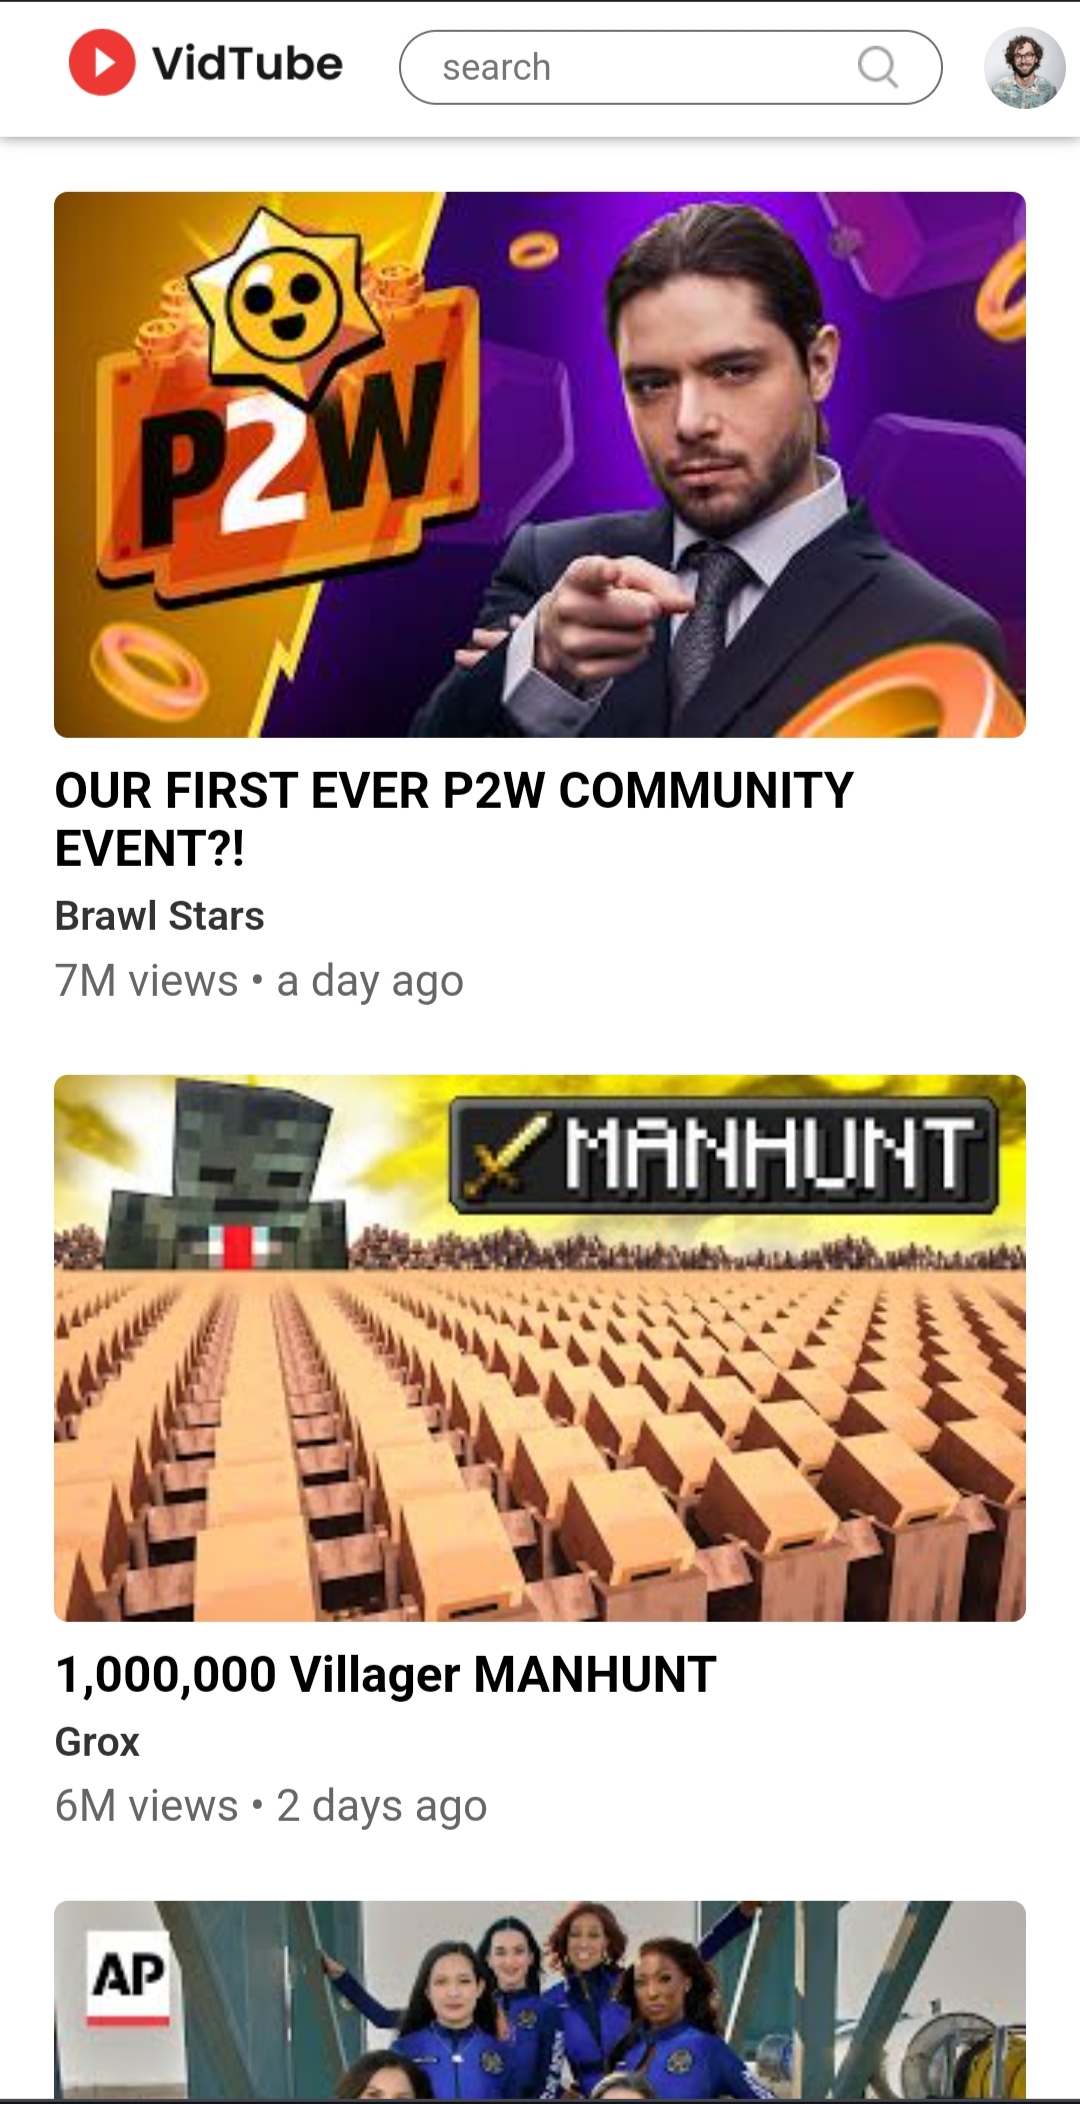 VidTube
search
P2W
OUR FIRST EVER P2W COMMUNITY
EVENT?!
Brawl Stars
7M views • a day ago
MANHUNT
1,000,000 Villager MANHUNT
Grox
6M views • 2 days ago
AP